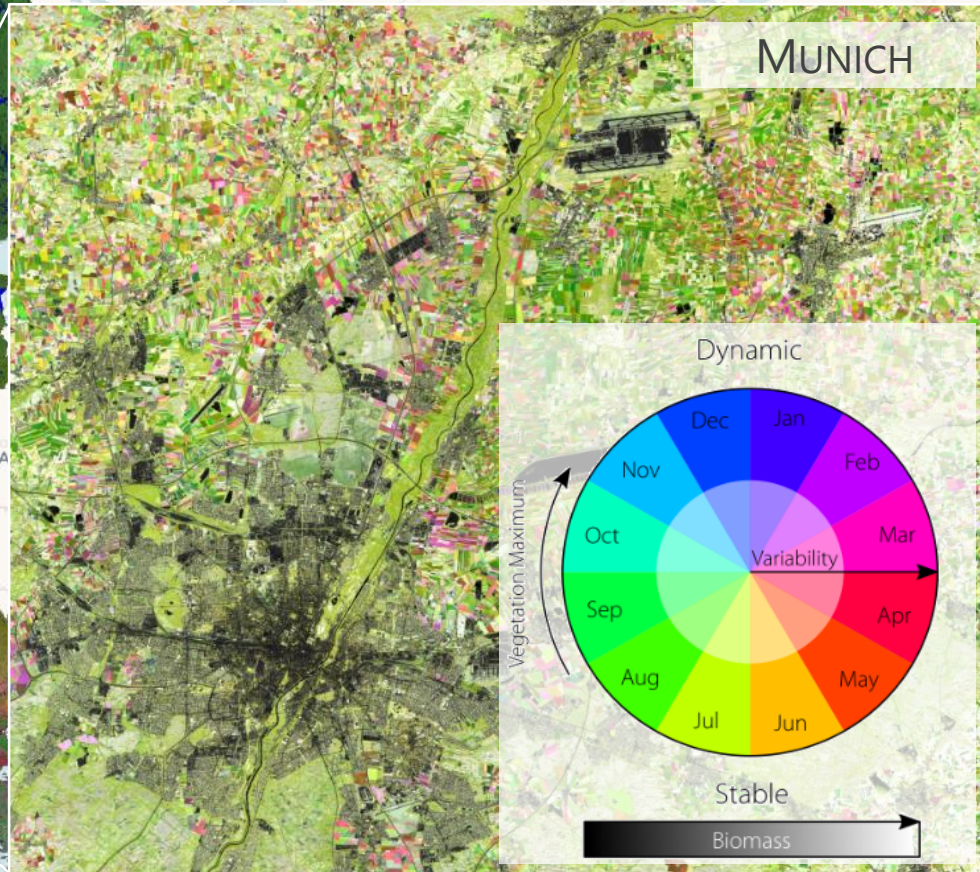 MUNICH
Dynamic
Dec
Jan
Nov
Feb
Oct
Mar
Variability
Vegetation Maximum
Sep
Apr
Aug
May
Jul
Jun
Stable
Biomass